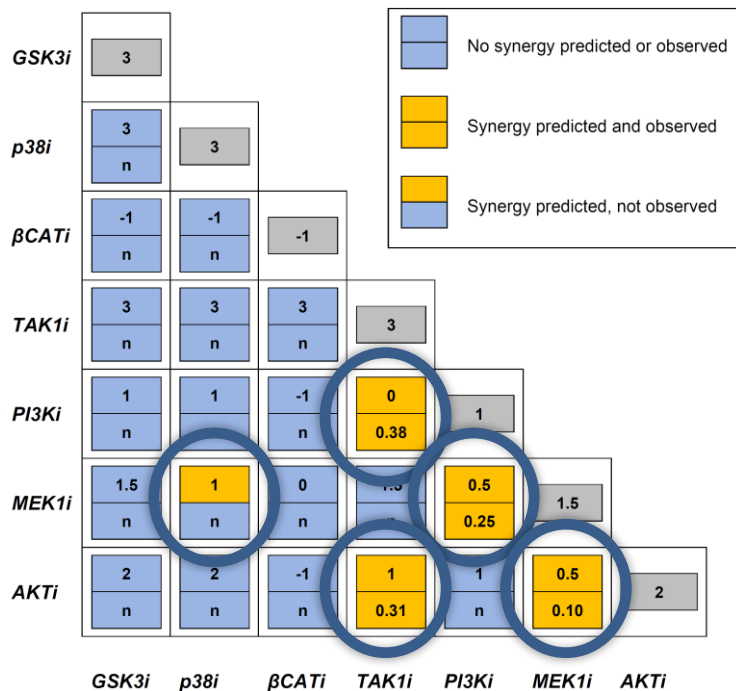 GSK3i
3
No synergy predicted or observed
Synergy predicted and observed
Synergy predicted, not observed
p38i
3
n
3
βCATi
-1
n
-1
n
-1
TAK1i
3
n
3
n
3
n
3
PI3Ki
1
n
1
n
-1
n
0
0.38
1
MEK1i
1.5
n
1
n
0
n
0.5
0.25
1.5
AKTi
2
n
2
n
-1
n
1
0.31
1
n
0.5
0.10
2
GSK3i p38i βCATi TAK1i PI3Ki MEK1i AKTi